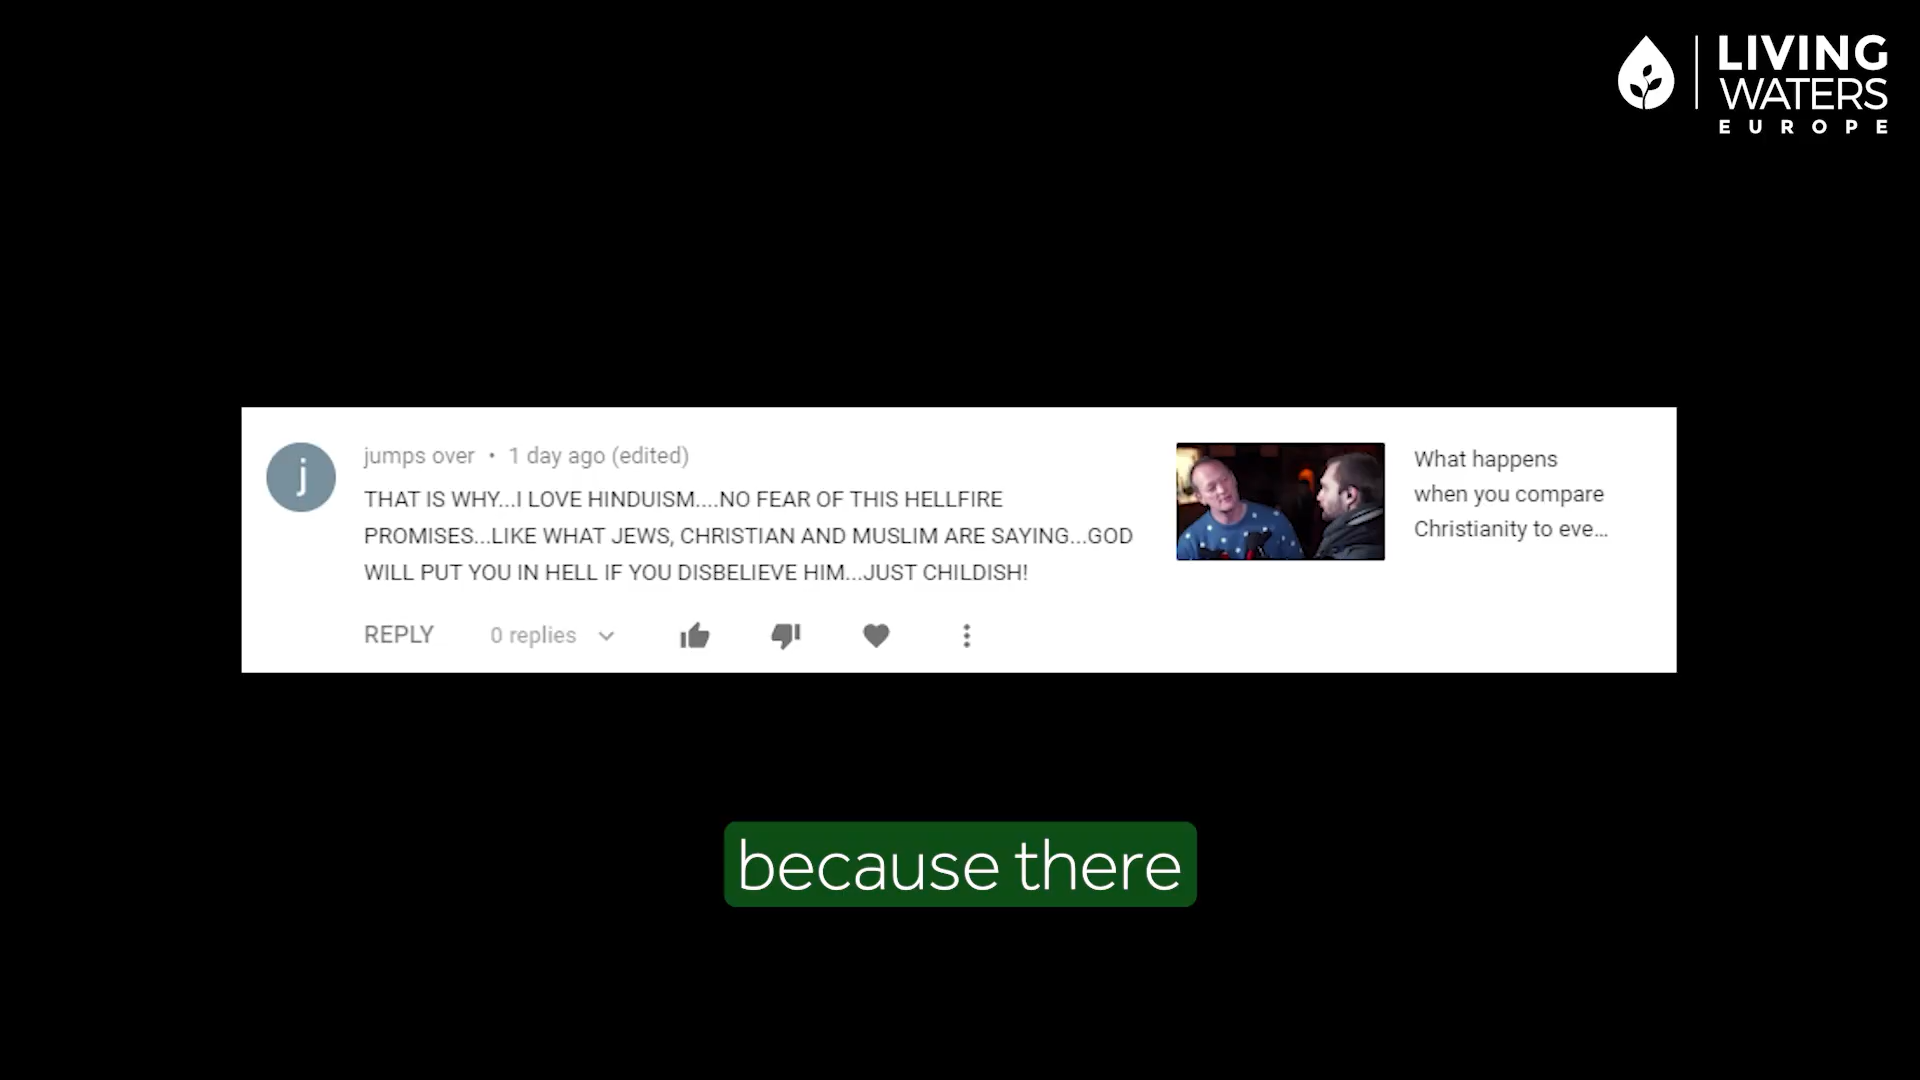 LIVING
WATERS
EUROPE
j
jumps over • 1 day ago (edited)
THAT IS WHY...I LOVE HINDUISM....NO FEAR OF THIS HELLFIRE
PROMISES...LIKE WHAT JEWS, CHRISTIAN AND MUSLIM ARE SAYING...GOD
WILL PUT YOU IN HELL IF YOU DISBELIEVE HIM...JUST CHILDISH!
REPLY 0 replies
What happens
when you compare
Christianity to eve...
because there